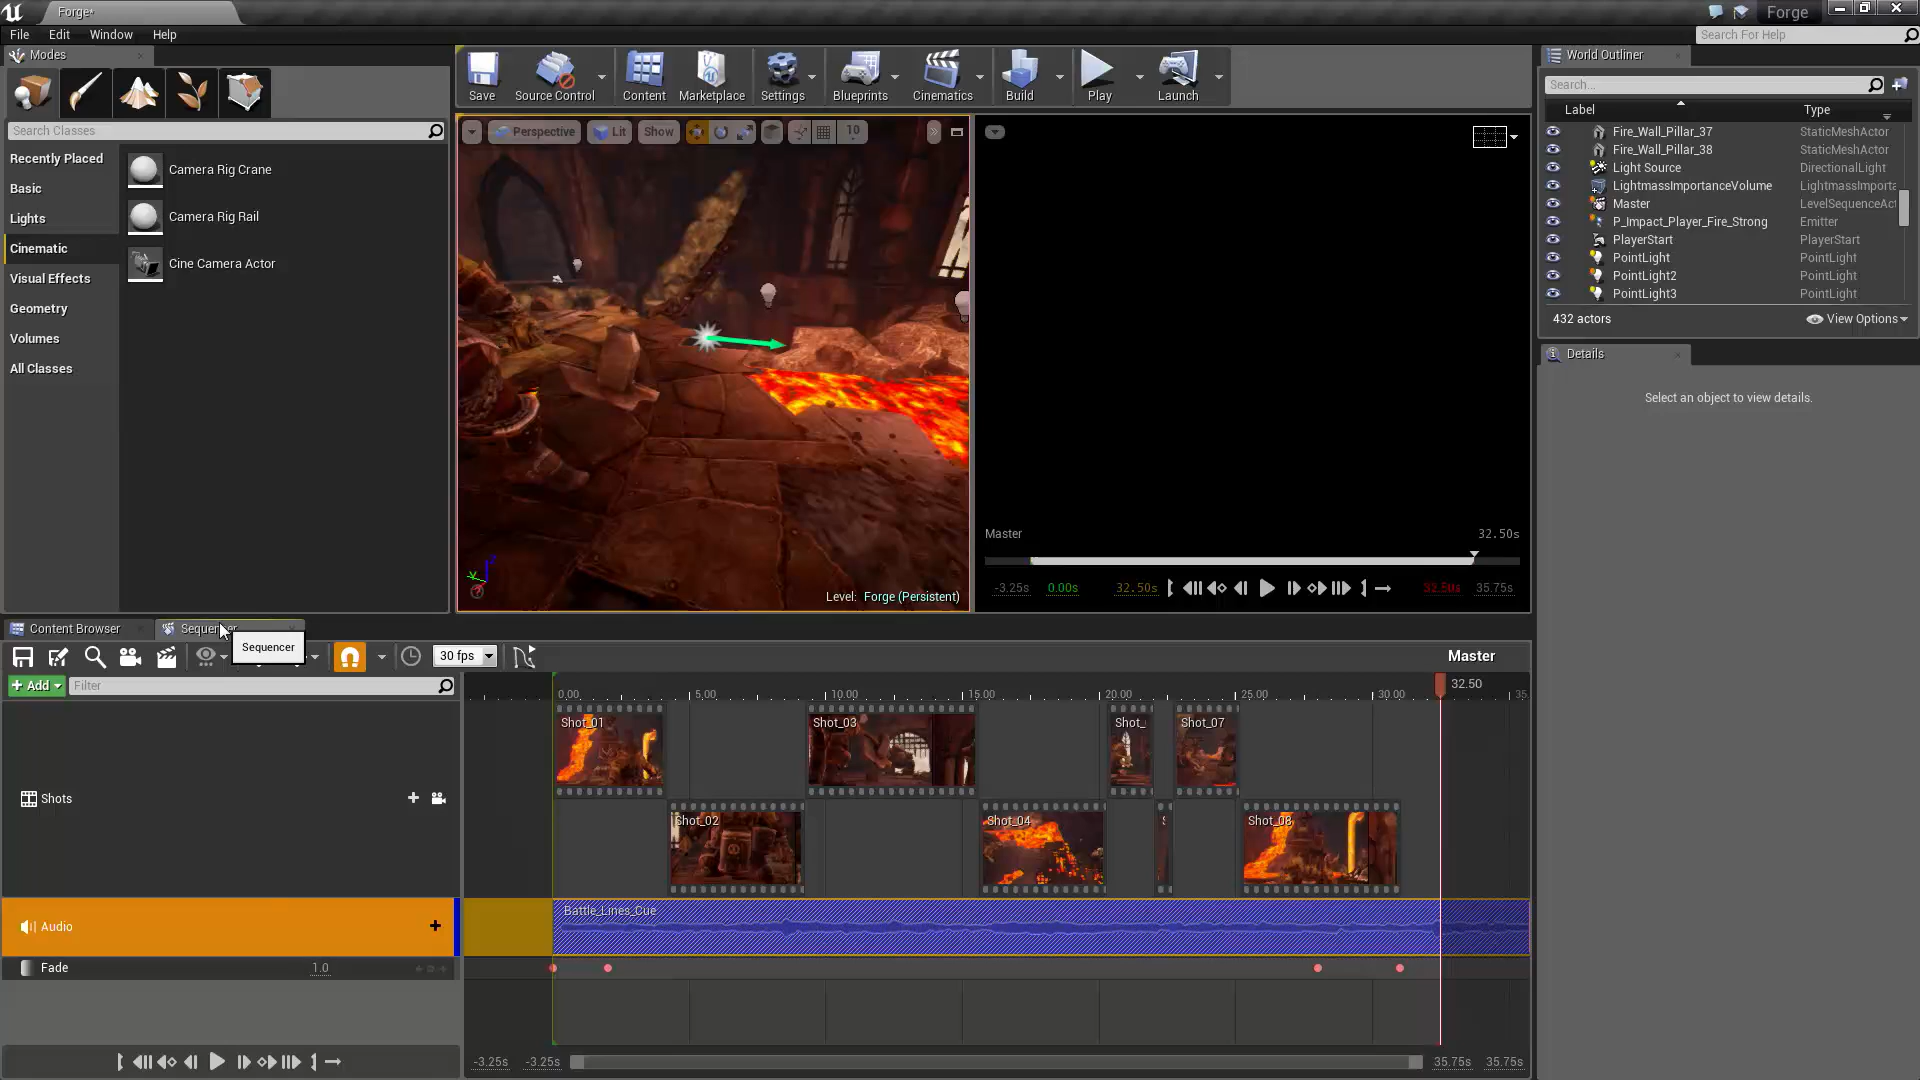 Forge*
Forge
File Edit Window Help
Search For Help
Modes
Search Classes
Recently Placed
Basic
Lights
Cinematic
Visual Effects
Geometry
Volumes
All Classes
Camera Rig Crane
Camera Rig Rail
Cine Camera Actor
Save
Source Control
Content
Marketplace
Settings
Blueprints
Cinematics
Build
Play
Launch
Perspective
Lit
Show
10
Level: Forge (Persistent)
Master
32.50s
-3.25s
0.00s
32.50s
35.75s
World Outliner
Search...
Label Type
Fire_Wall_Pillar_37 StaticMeshActor
Fire_Wall_Pillar_38 StaticMeshActor
Light Source DirectionalLight
LightmassImportanceVolume LightmassImporta
Master LevelSequenceAct
P_Impact_Player_Fire_Strong Emitter
PlayerStart PlayerStart
PointLight PointLight
PointLight2 PointLight
PointLight3 PointLight
432 actors
View Options
Details
Select an object to view details.
Content Browser
Sequencer
Sequencer
30 fps
Master
+ Add
Filter
0.00
5.00
10.00
15.00
20.00
25.00
30.00
32.50
35.
Shot_01
Shot_03
Shot_
Shot_07
Shots
Shot_02
Shot_04
S
Shot_08
Audio
Battle_Lines_Cue
Fade 1.0
-3.25s
-3.25s
35.75s
35.75s